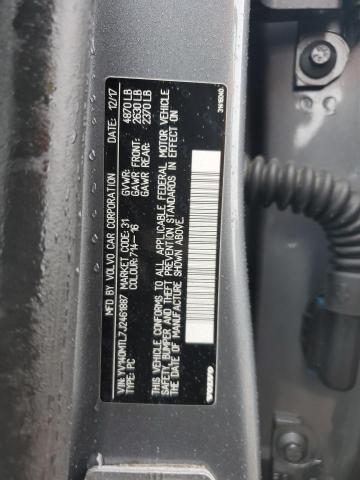 MFD BY: VOLVO CAR CORPORATION DATE: 12/17
VIN: YV140MTL7J2461887 MARKET CODE: 31 GVWR: 4870 LB
TYPE: PC COLOUR: 714-16 GAWR FRONT: 2630 LB
GAWR REAR: 2370 LB
THIS VEHICLE CONFORMS TO ALL APPLICABLE FEDERAL MOTOR VEHICLE
SAFETY, BUMPER AND THEFT PREVENTION STANDARDS IN EFFECT ON
THE DATE OF MANUFACTURE SHOWN ABOVE.
VOLVO